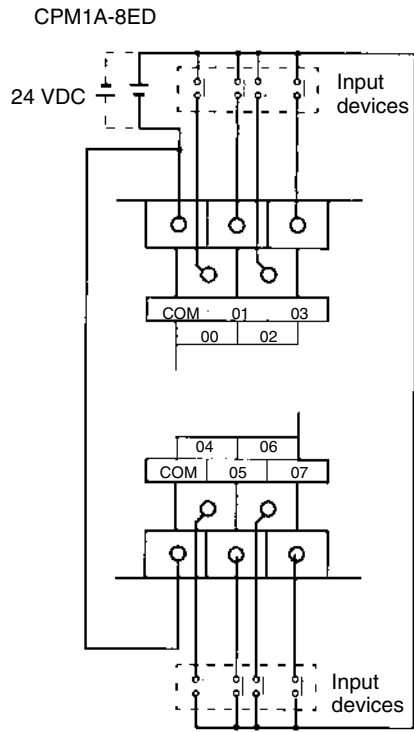 CPM1A-8ED
24 VDC
Input
devices
COM 01 03
00 02
04 06
COM 05 07
Input
devices